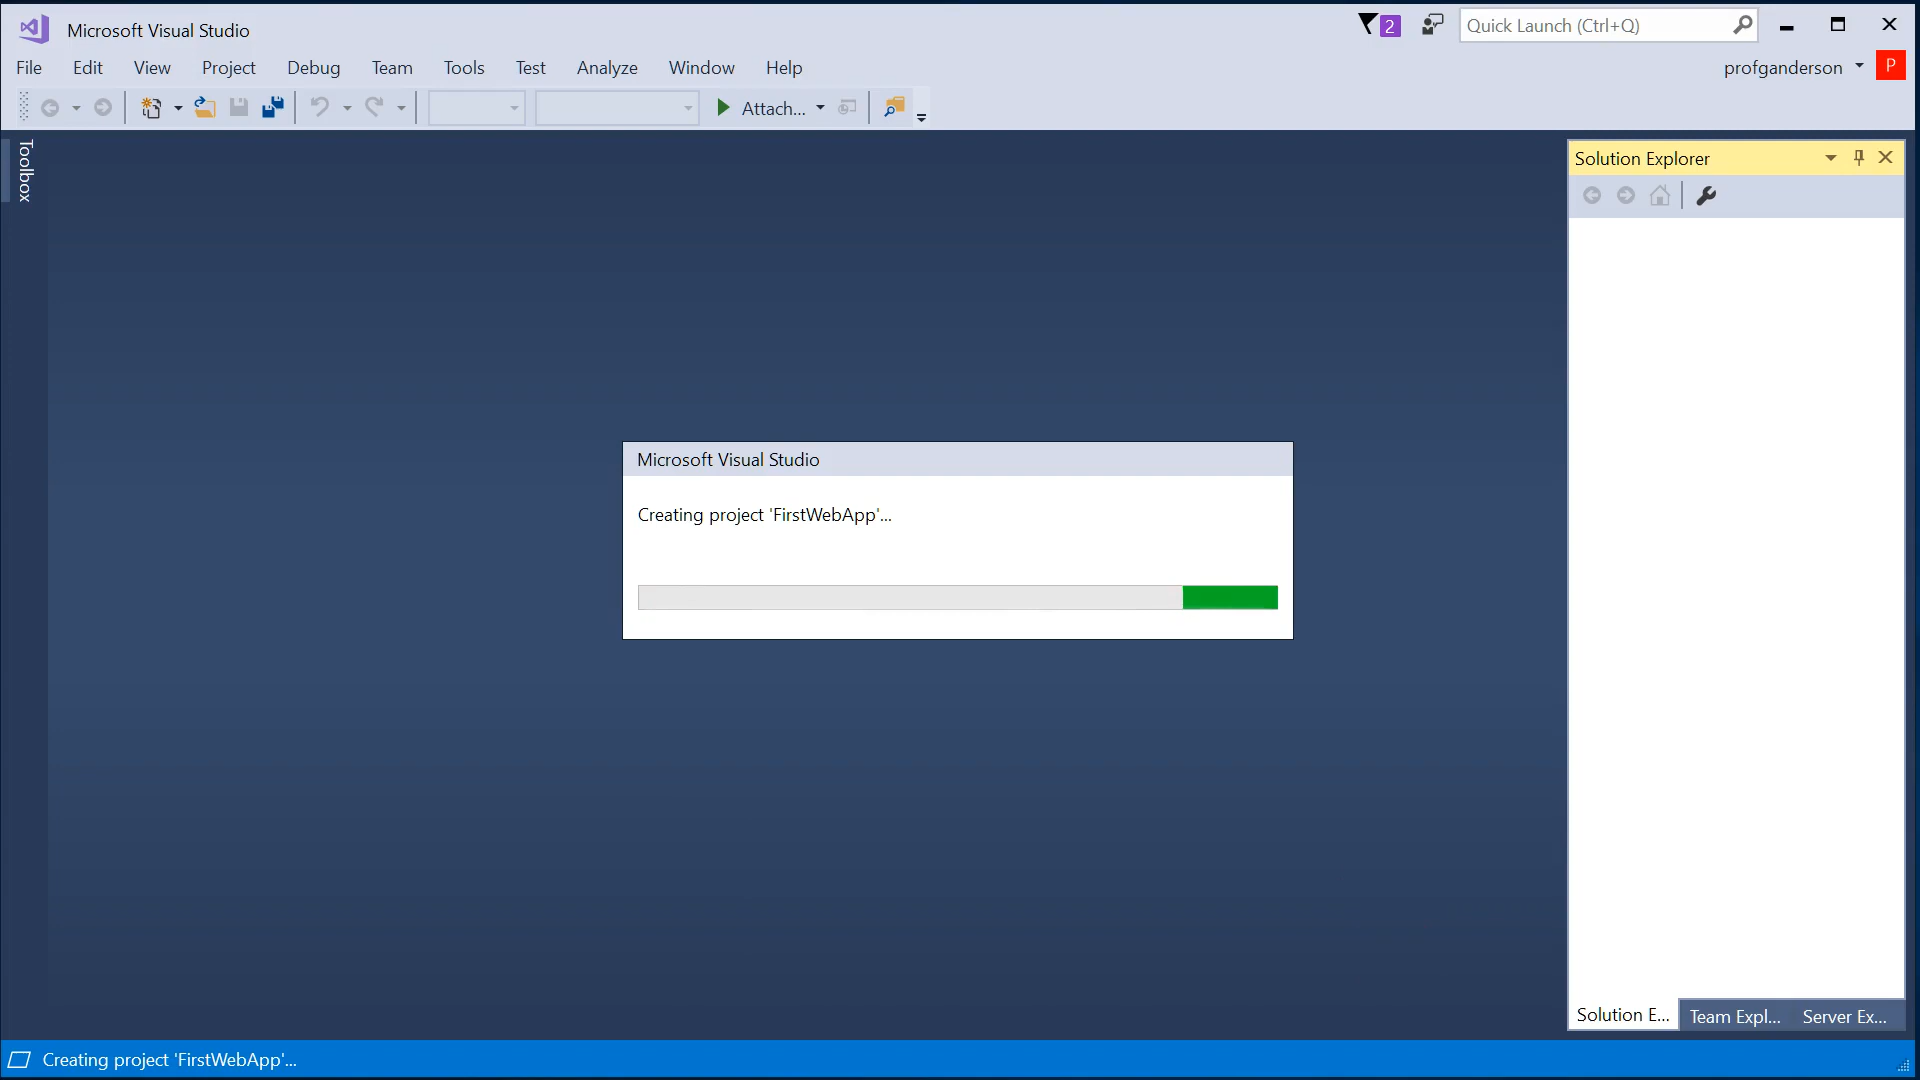 Microsoft Visual Studio
2
Quick Launch (Ctrl+Q)
File Edit View Project Debug Team Tools Test Analyze Window Help
profganderson P
Attach...
Toolbox
Solution Explorer
Microsoft Visual Studio
Creating project 'FirstWebApp'...
Solution E... Team Expl... Server Ex...
Creating project 'FirstWebApp'...